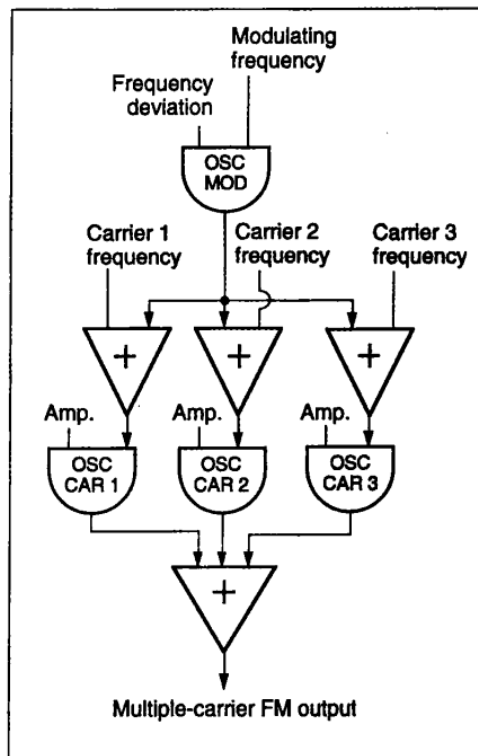 Modulating
frequency
Frequency
deviation
OSC
MOD
Carrier 1
frequency
Carrier 2
frequency
Carrier 3
frequency
+
+
+
Amp.
Amp.
Amp.
OSC
CAR 1
OSC
CAR 2
OSC
CAR 3
+
Multiple-carrier FM output